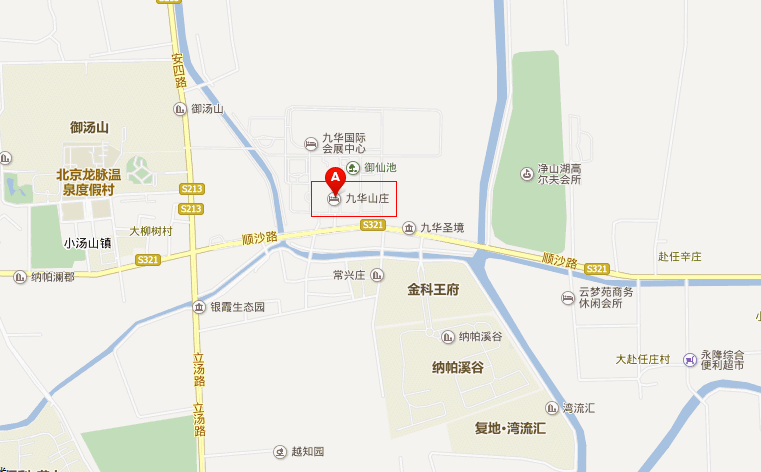 安四路
御汤山
御汤山
九华国际
会展中心
御仙池
A
九华山庄
净山湖高
尔夫会所
北京龙脉温
泉度假村
S213
S213
S321
九华圣境
大柳树村
顺沙路
小汤山镇
S321
顺沙路
S321
赴任辛庄
纳帕澜郡
常兴庄
金科王府
云梦苑商务
休闲会所
银霞生态园
纳帕溪谷
纳帕溪谷
大赴任庄村
永隆综合
便利超市
立汤路
立汤路
湾流汇
复地·湾流汇
越知园